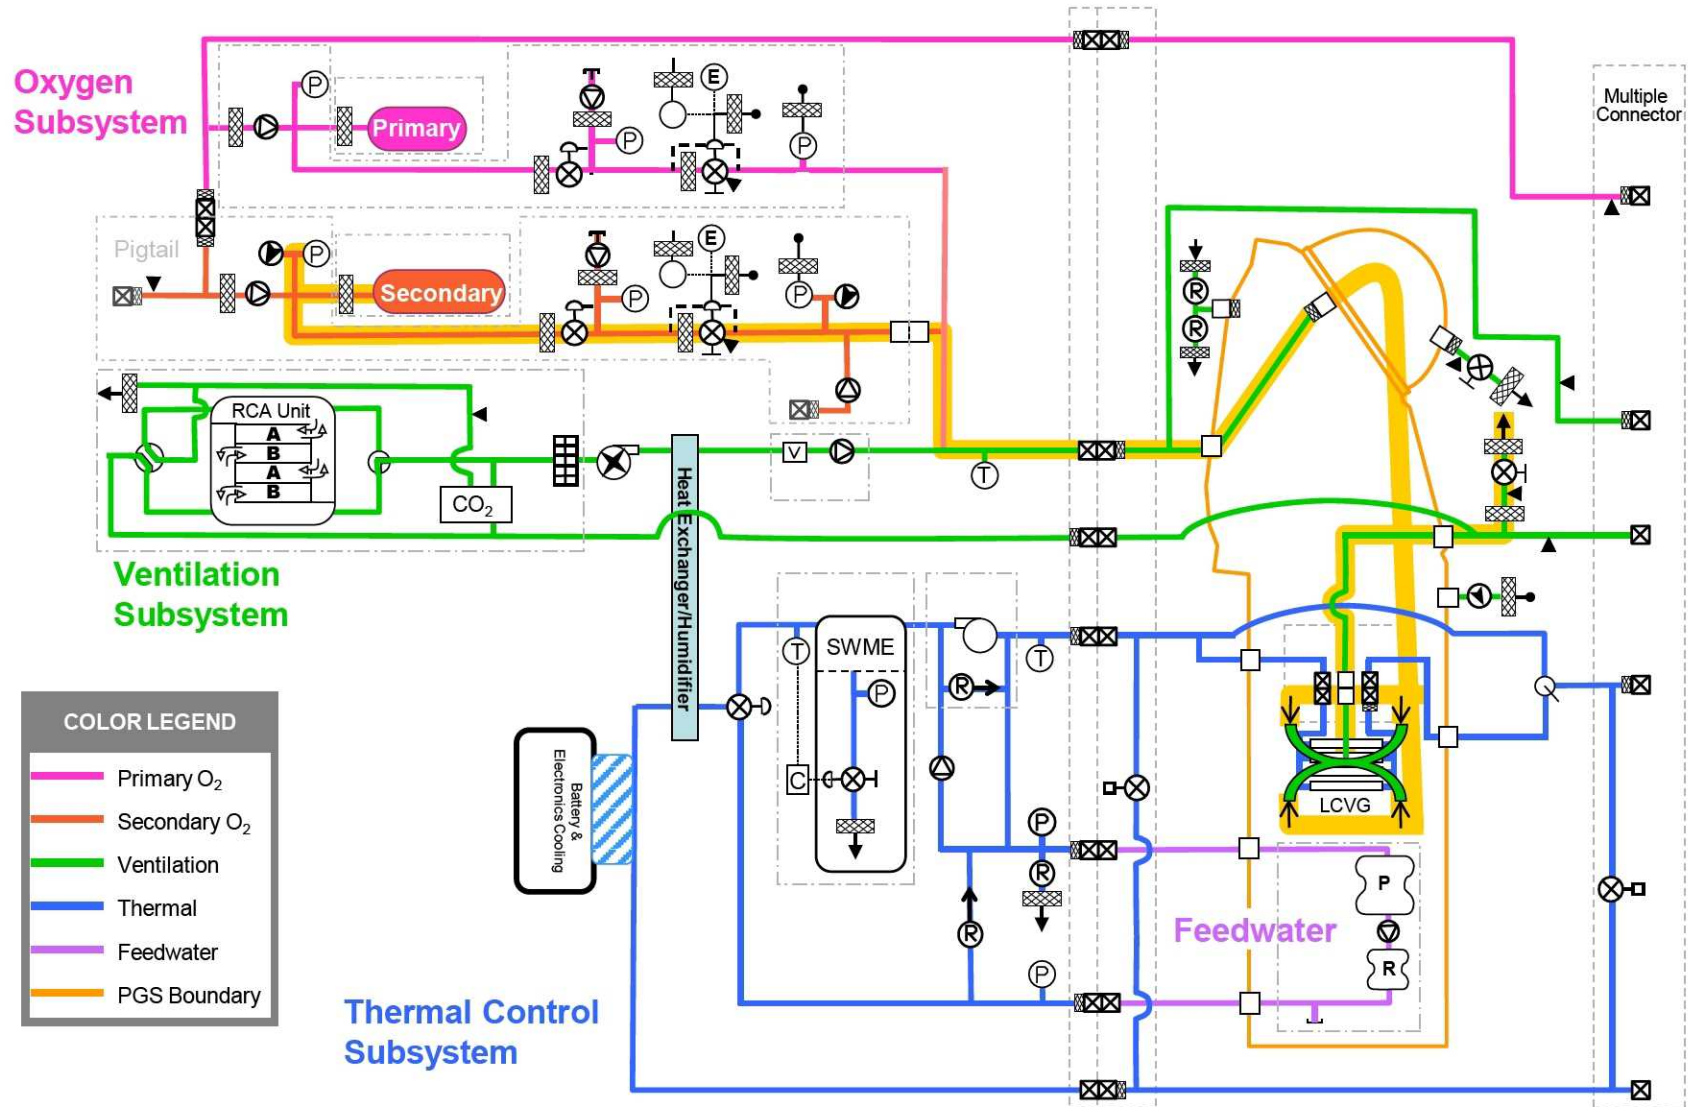 Oxygen
Subsystem
P
Primary
P
E
P
Multiple
Connector
Pigtail
P
Secondary
P
E
P
R
R
RCA Unit
A
B
A
B
CO2
V
T
Heat Exchanger/Humidifier
Ventilation
Subsystem
T
SWME
P
C
R
T
COLOR LEGEND
Primary O2
Secondary O2
Ventilation
Thermal
Feedwater
PGS Boundary
Battery &
Electronics Cooling
LCVG
P
R
R
P
P
R
Feedwater
Thermal Control
Subsystem